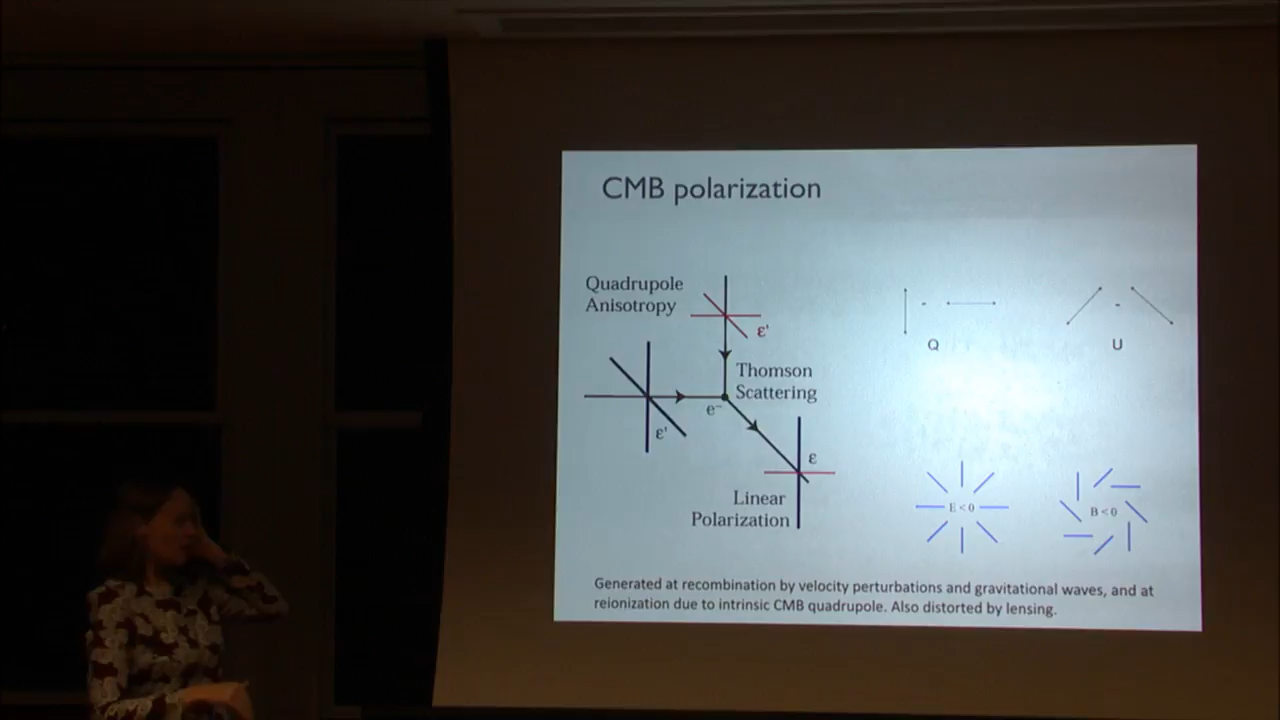 CMB polarization
Quadrupole
Anisotropy
ε'
Thomson
Scattering
e⁻
ε'
ε
Linear
Polarization
-
Q
-
U
E < 0
B < 0
Generated at recombination by velocity perturbations and gravitational waves, and at
reionization due to intrinsic CMB quadrupole. Also distorted by lensing.